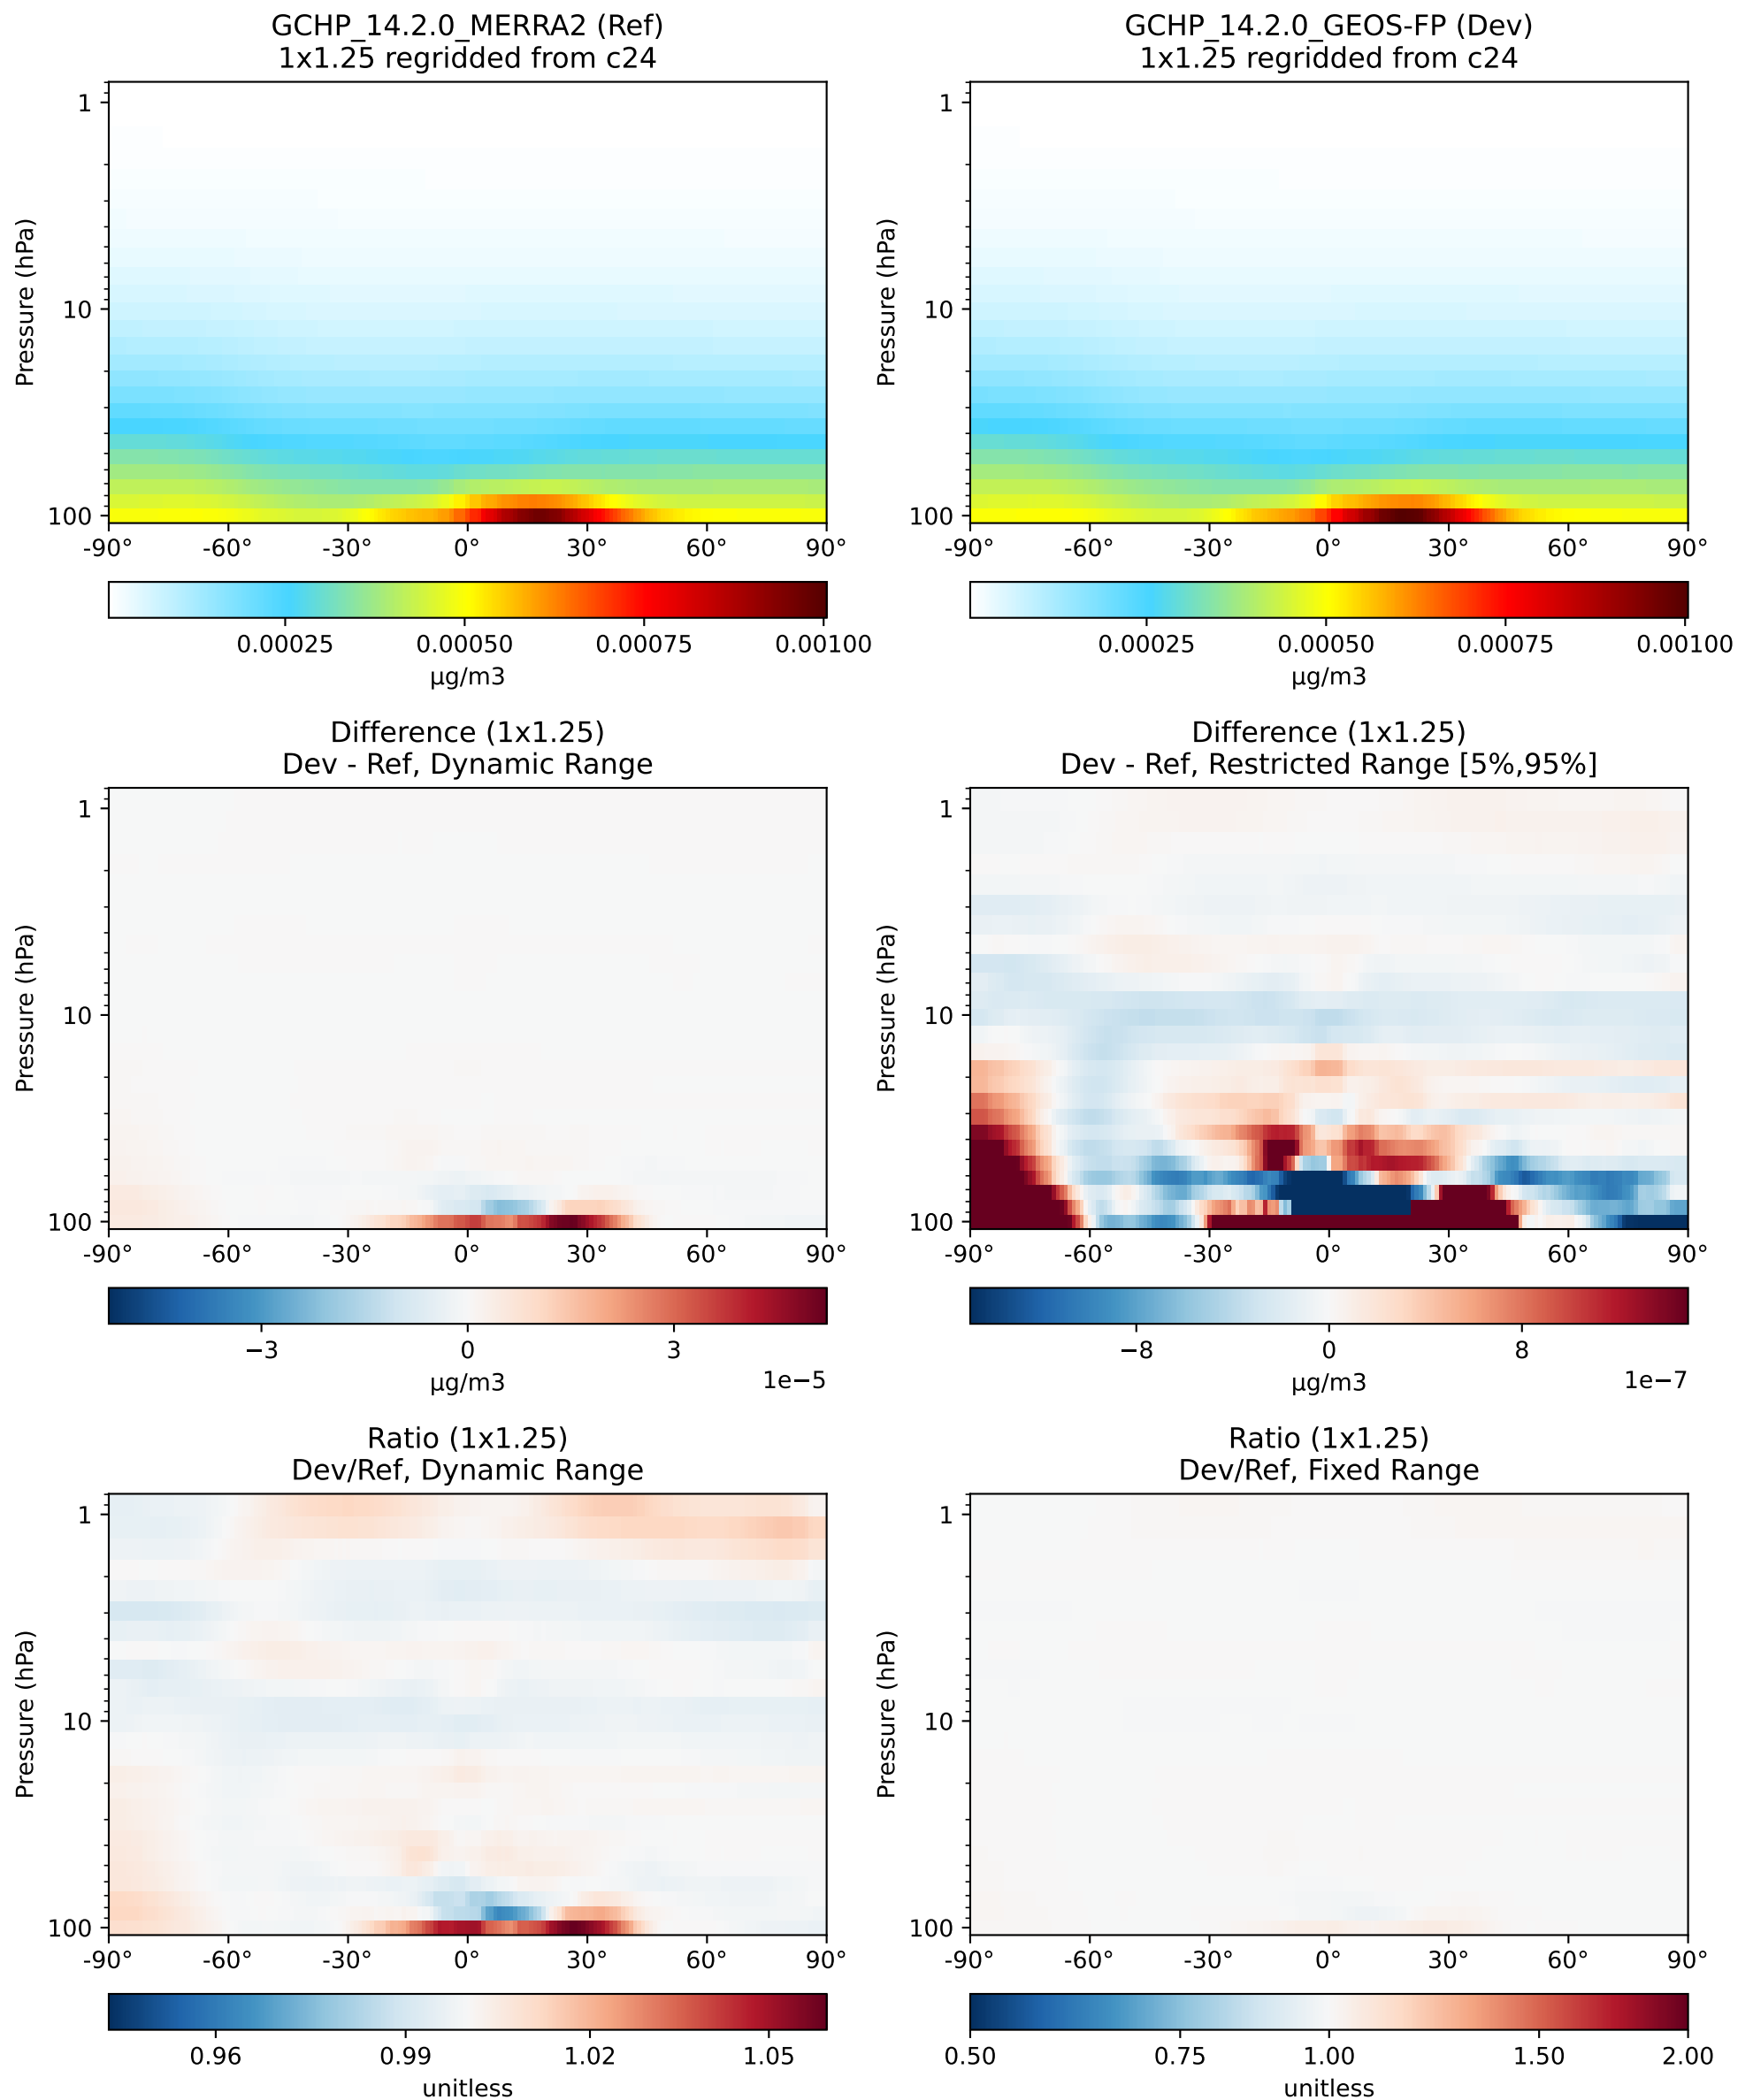 GCHP_14.2.0_MERRA2 (Ref)
1x1.25 regridded from c24
GCHP_14.2.0_GEOS-FP (Dev)
1x1.25 regridded from c24
Pressure (hPa)
1
10
100
-90° -60° -30° 0° 30° 60° 90°
0.00025 0.00050 0.00075 0.00100
μg/m3
Pressure (hPa)
1
10
100
-90° -60° -30° 0° 30° 60° 90°
0.00025 0.00050 0.00075 0.00100
μg/m3
Difference (1x1.25)
Dev - Ref, Dynamic Range
Pressure (hPa)
1
10
100
-90° -60° -30° 0° 30° 60° 90°
−3 0 3
μg/m3 1e−5
Difference (1x1.25)
Dev - Ref, Restricted Range [5%,95%]
Pressure (hPa)
1
10
100
-90° -60° -30° 0° 30° 60° 90°
−8 0 8
μg/m3 1e−7
Ratio (1x1.25)
Dev/Ref, Dynamic Range
Pressure (hPa)
1
10
100
-90° -60° -30° 0° 30° 60° 90°
0.96 0.99 1.02 1.05
unitless
Ratio (1x1.25)
Dev/Ref, Fixed Range
Pressure (hPa)
1
10
100
-90° -60° -30° 0° 30° 60° 90°
0.50 0.75 1.00 1.50 2.00
unitless